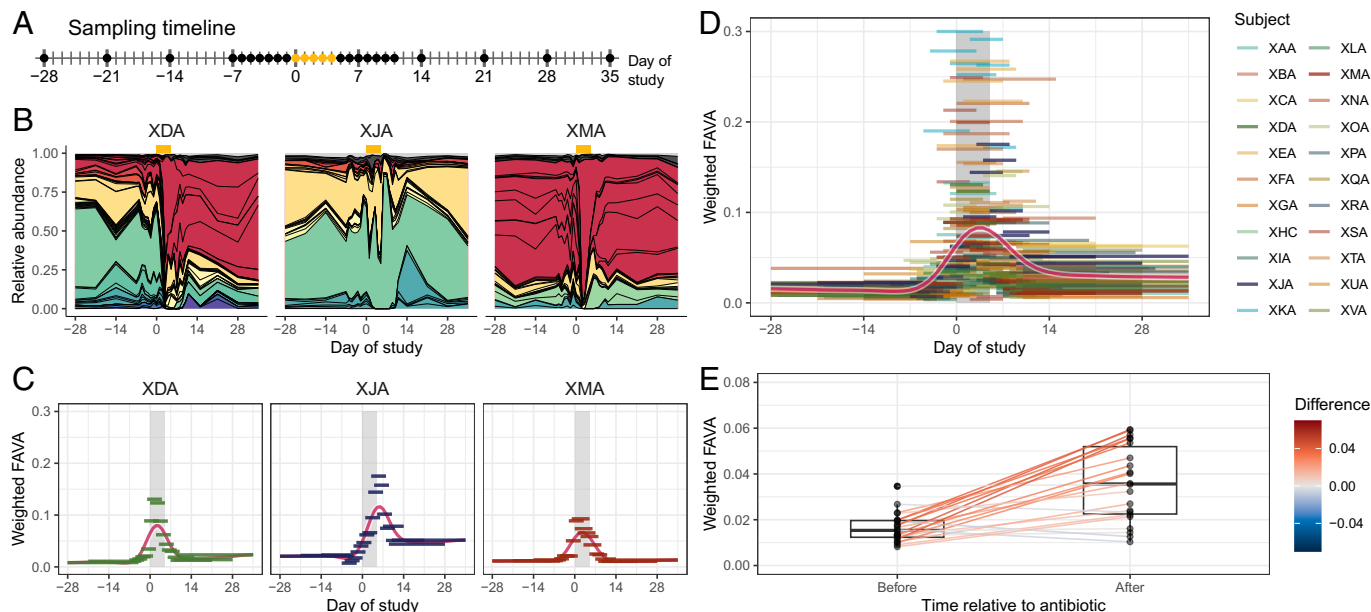 A Sampling timeline
−28 −21 −14 −7 0 7 14 21 28 35
Day of study
B
XDA XJA XMA
Relative abundance
1.00
0.75
0.50
0.25
0.00
−28 −14 0 14 28 −28 −14 0 14 28 −28 −14 0 14 28
Day of study
C
XDA XJA XMA
Weighted FAVA
0.3
0.2
0.1
0.0
−28 −14 0 14 28 −28 −14 0 14 28 −28 −14 0 14 28
Day of study
D
Weighted FAVA
0.3
0.2
0.1
0.0
−28 −14 0 14 28
Day of study
Subject
XAA XLA
XBA XMA
XCA XNA
XDA XOA
XEA XPA
XFA XQA
XGA XRA
XHC XSA
XIA XTA
XJA XUA
XKA XVA
E
Weighted FAVA
0.08
0.06
0.04
0.02
0.00
Before After
Time relative to antibiotic
Difference
0.04
0.00
−0.04